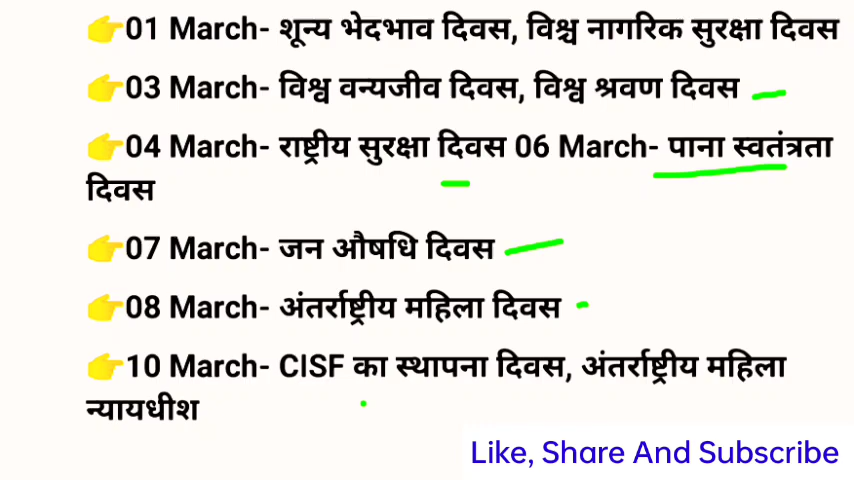 👉01 March- शून्य भेदभाव दिवस, विश्व नागरिक सुरक्षा दिवस
👉03 March- विश्व वन्यजीव दिवस, विश्व श्रवण दिवस
👉04 March- राष्ट्रीय सुरक्षा दिवस 06 March- पाना स्वतंत्रता
दिवस
👉07 March- जन औषधि दिवस
👉08 March- अंतर्राष्ट्रीय महिला दिवस
👉10 March- CISF का स्थापना दिवस, अंतर्राष्ट्रीय महिला
न्यायधीश
Like, Share And Subscribe